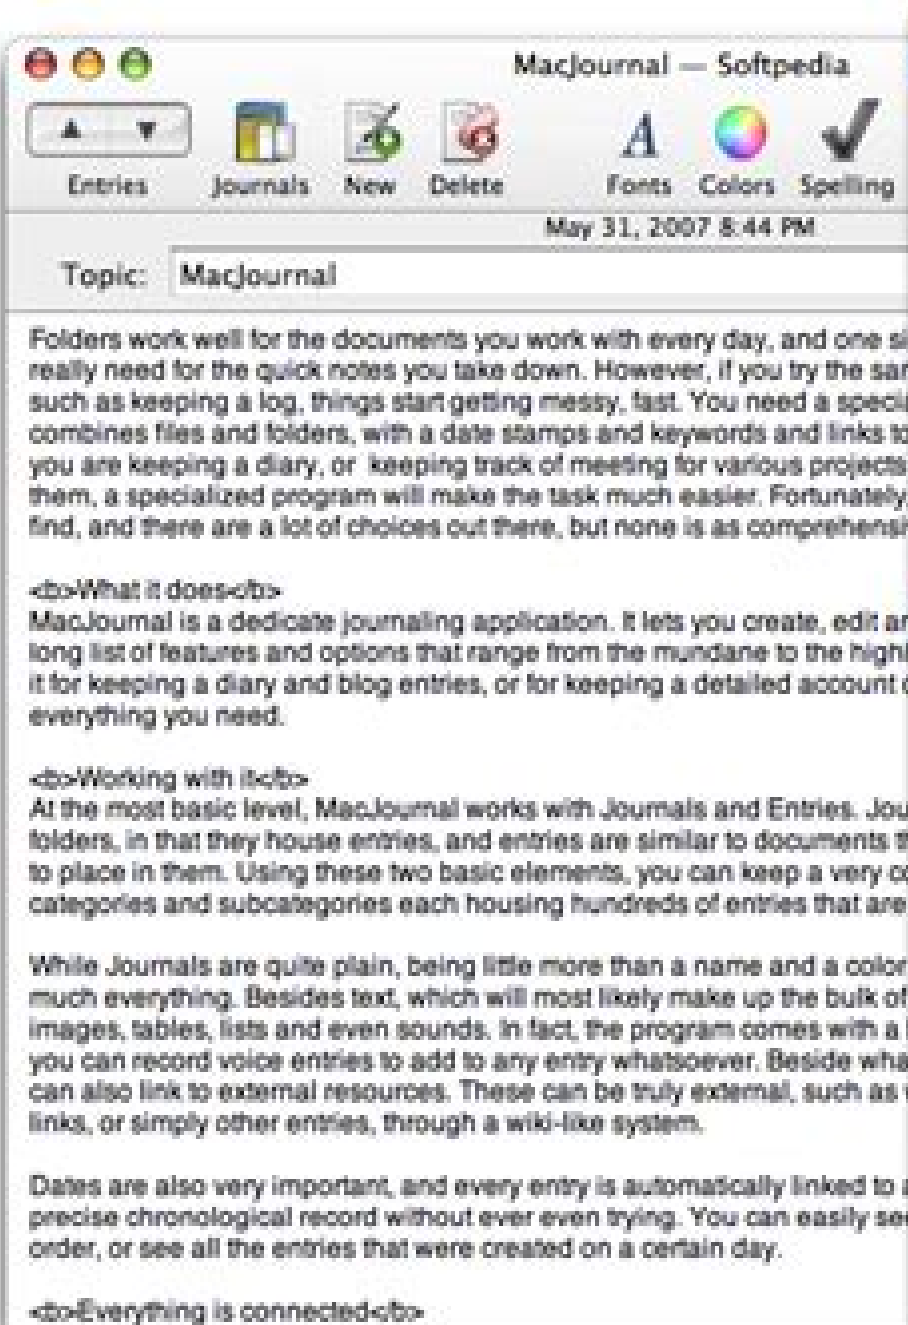 MacJournal — Softpedia
Entries Journals New Delete Fonts Colors Spelling
May 31, 2007 8:44 PM
Topic: MacJournal
Folders work well for the documents you work with every day, and one si
really need for the quick notes you take down. However, if you try the sam
such as keeping a log, things start getting messy, fast. You need a specia
combines files and folders, with a date stamps and keywords and links to
you are keeping a diary, or keeping track of meeting for various projects
them, a specialized program will make the task much easier. Fortunately,
find, and there are a lot of choices out there, but none is as comprehensi
<b>What it does</b>
MacJournal is a dedicate journaling application. It lets you create, edit an
long list of features and options that range from the mundane to the highl
it for keeping a diary and blog entries, or for keeping a detailed account o
everything you need.
<b>Working with it</b>
At the most basic level, MacJournal works with Journals and Entries. Jou
folders, in that they house entries, and entries are similar to documents th
to place in them. Using these two basic elements, you can keep a very co
categories and subcategories each housing hundreds of entries that are
While Journals are quite plain, being little more than a name and a color
much everything. Besides text, which will most likely make up the bulk of
images, tables, lists and even sounds. In fact, the program comes with a
you can record voice entries to add to any entry whatsoever. Beside wha
can also link to external resources. These can be truly external, such as
links, or simply other entries, through a wiki-like system.
Dates are also very important, and every entry is automatically linked to a
precise chronological record without ever even trying. You can easily see
order, or see all the entries that were created on a certain day.
<b>Everything is connected</b>